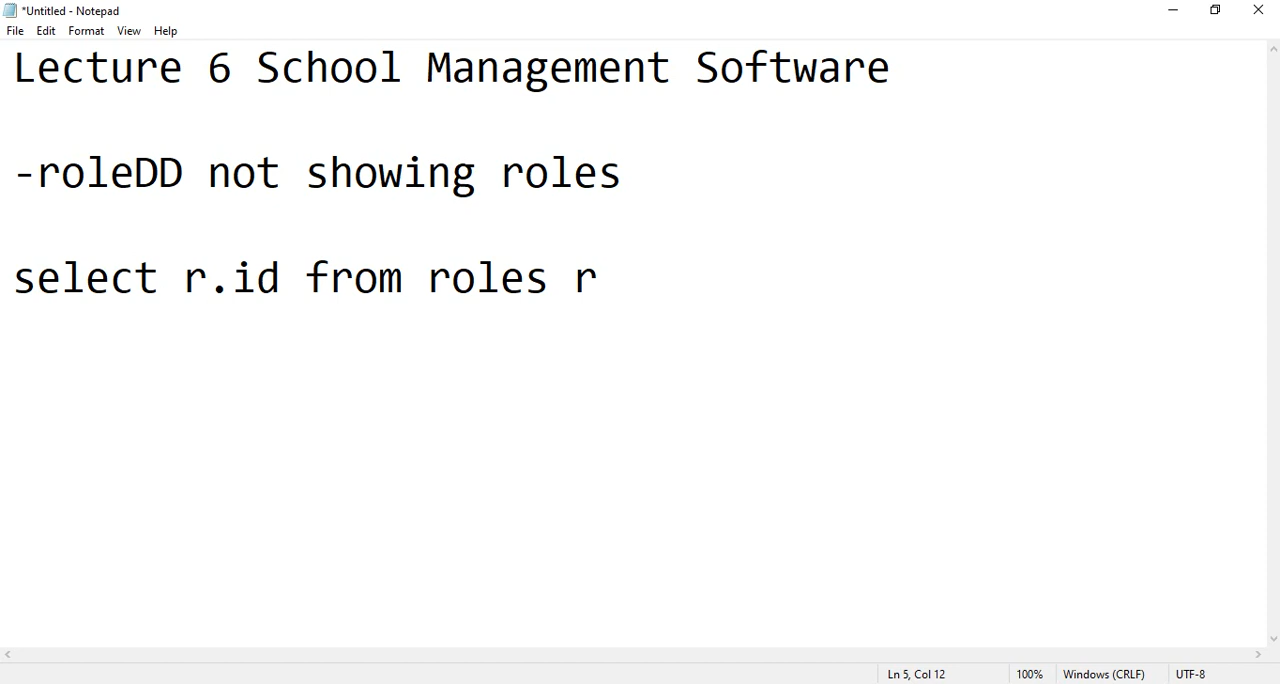 *Untitled - Notepad
File Edit Format View Help
Lecture 6 School Management Software
-roleDD not showing roles
select r.id from roles r
Ln 5, Col 12 100% Windows (CRLF) UTF-8